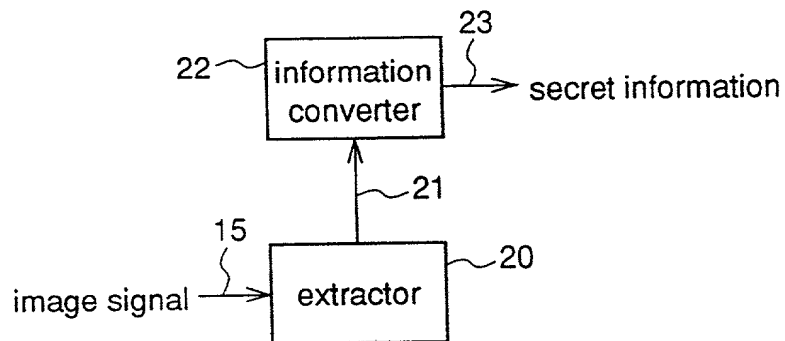 23
22
information
converter
secret information
21
15
20
image signal
extractor